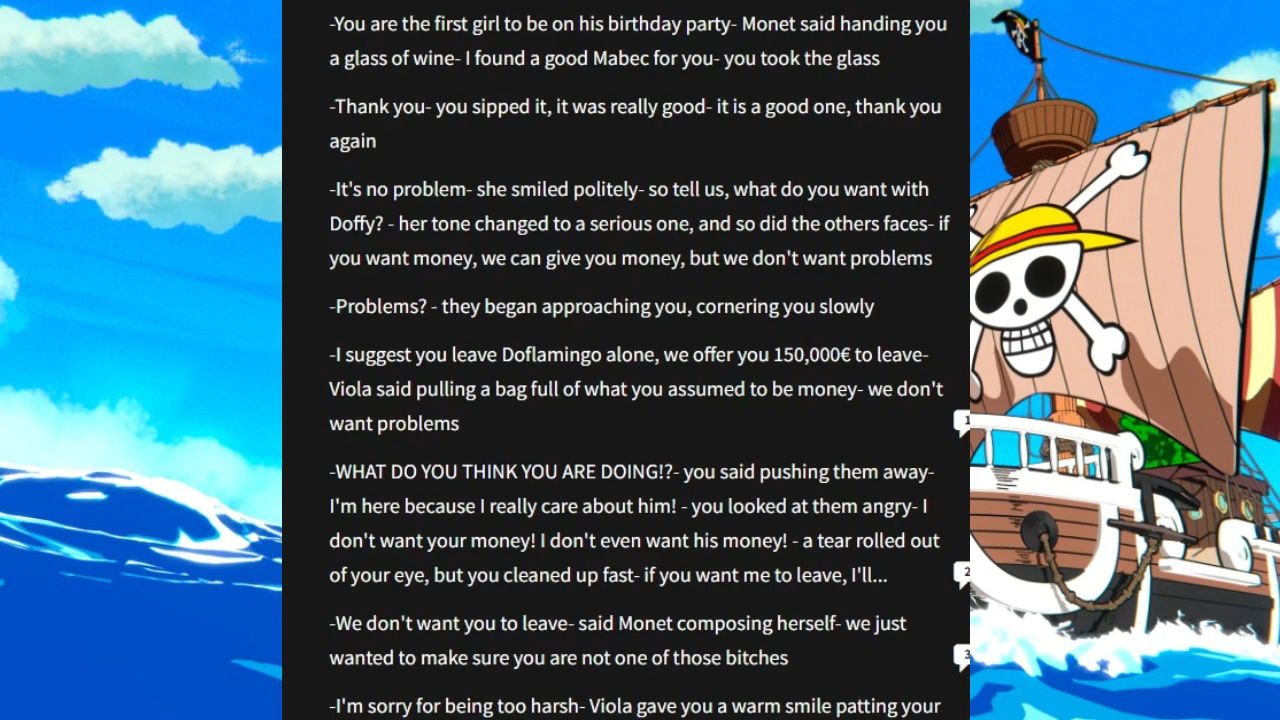 -You are the first girl to be on his birthday party- Monet said handing you
a glass of wine- I found a good Mabec for you- you took the glass
-Thank you- you sipped it, it was really good- it is a good one, thank you
again
-It's no problem- she smiled politely- so tell us, what do you want with
Doffy? - her tone changed to a serious one, and so did the others faces- if
you want money, we can give you money, but we don't want problems
-Problems? - they began approaching you, cornering you slowly
-I suggest you leave Doflamingo alone, we offer you 150,000€ to leave-
Viola said pulling a bag full of what you assumed to be money- we don't
want problems
1
-WHAT DO YOU THINK YOU ARE DOING!?- you said pushing them away-
I'm here because I really care about him! - you looked at them angry- I
don't want your money! I don't even want his money! - a tear rolled out
of your eye, but you cleaned up fast- if you want me to leave, I'll...
2
-We don't want you to leave- said Monet composing herself- we just
wanted to make sure you are not one of those bitches
3
-I'm sorry for being too harsh- Viola gave you a warm smile patting your